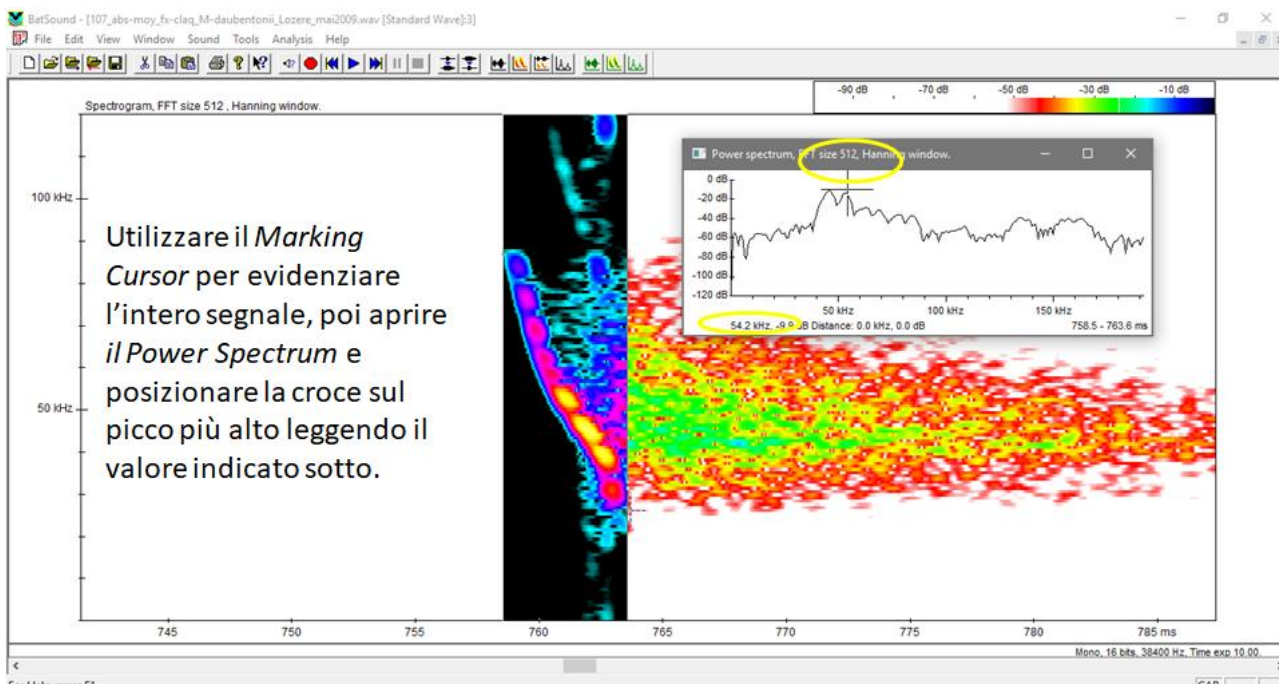 BatSound - [107_abs-moy_fx-claq_M-daubentonii_Lozere_mai2009.wav [Standard Wave]:3]
File Edit View Window Sound Tools Analysis Help
-90 dB -70 dB -50 dB -30 dB -10 dB
Spectrogram, FFT size 512 , Hanning window.
Power spectrum, FFT size 512, Hanning window.
0 dB
-20 dB
-40 dB
-60 dB
-80 dB
-100 dB
-120 dB
50 kHz 100 kHz 150 kHz
54.2 kHz, -9.9 dB Distance: 0.0 kHz, 0.0 dB 758.5 - 763.6 ms
100 kHz
50 kHz
Utilizzare il Marking
Cursor per evidenziare
l'intero segnale, poi aprire
il Power Spectrum e
posizionare la croce sul
picco più alto leggendo il
valore indicato sotto.
745 750 755 760 765 770 775 780 785 ms
Mono, 16 bits, 38400 Hz, Time exp 10.00.